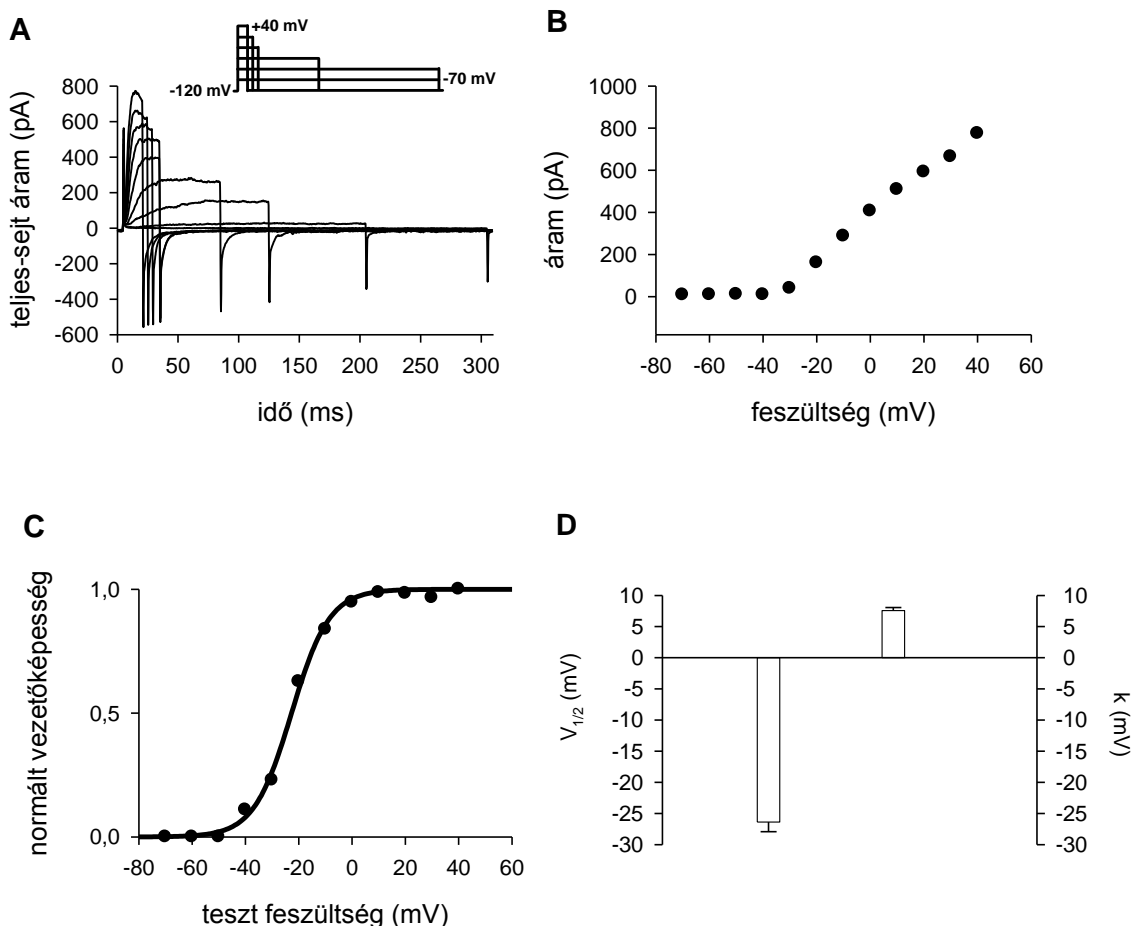 A
+40 mV
-120 mV
-70 mV
800
600
400
200
0
-200
-400
-600
teljes-sejt áram (pA)
0 50 100 150 200 250 300
idő (ms)
B
1000
800
600
400
200
0
áram (pA)
-80 -60 -40 -20 0 20 40 60
feszültség (mV)
C
1,0
0,5
0,0
normált vezetőképesség
-80 -60 -40 -20 0 20 40 60
teszt feszültség (mV)
D
10
5
0
-5
-10
-15
-20
-25
-30
V1/2 (mV)
10
5
0
-5
-10
-15
-20
-25
-30
k (mV)